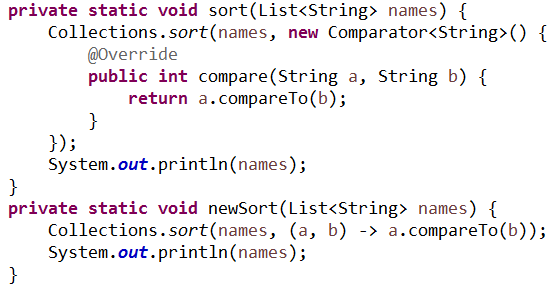 private static void sort(List<String> names) {
    Collections.sort(names, new Comparator<String>() {
        @Override
        public int compare(String a, String b) {
            return a.compareTo(b);
        }
    });
    System.out.println(names);
}
private static void newSort(List<String> names) {
    Collections.sort(names, (a, b) -> a.compareTo(b));
    System.out.println(names);
}